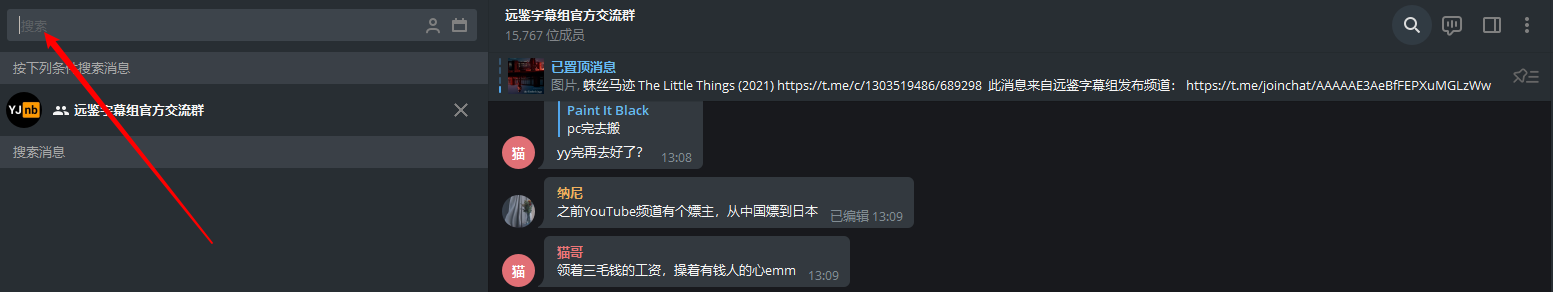 搜索
按下列条件搜索消息
YJnb 远鉴字幕组官方交流群
搜索消息
远鉴字幕组官方交流群
15,767 位成员
已置顶消息
图片, 蛛丝马迹 The Little Things (2021) https://t.me/c/1303519486/689298 此消息来自远鉴字幕组发布频道： https://t.me/joinchat/AAAAAE3AeBfFEPXuMGLzWw
Paint It Black
pc完去搬
猫 yy完再去好了？ 13:08
纳尼
之前YouTube频道有个嫖主，从中国嫖到日本 已编辑 13:09
猫哥
猫 领着三毛钱的工资，操着有钱人的心emm 13:09